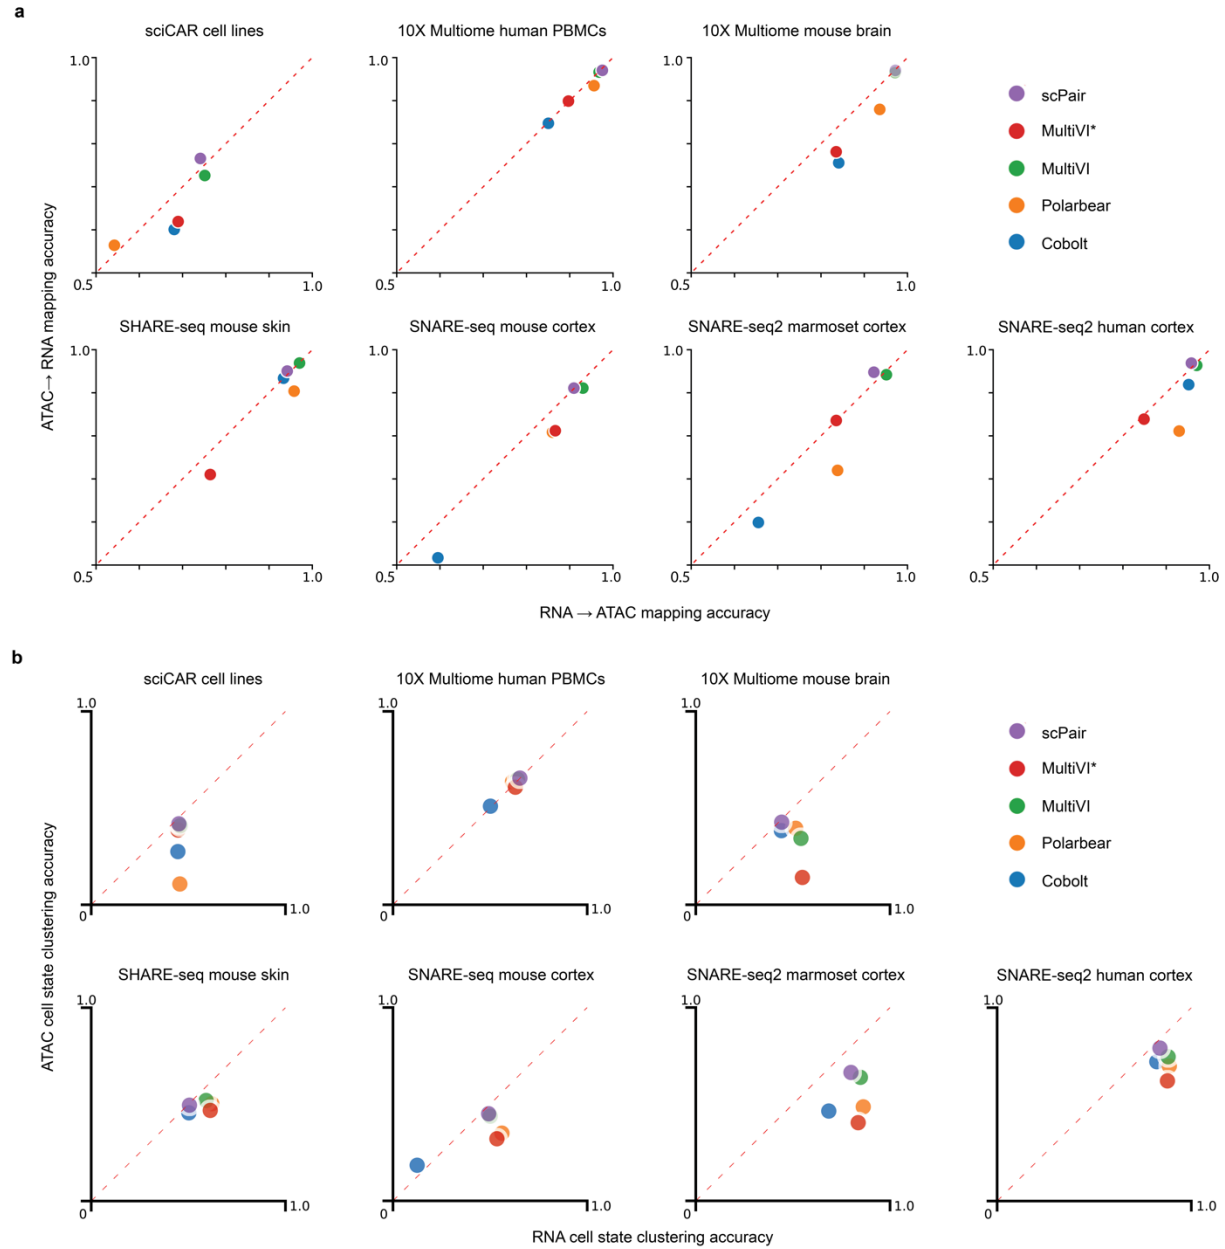 a
sciCAR cell lines
10X Multiome human PBMCs
10X Multiome mouse brain
1.0
1.0
1.0
0.5
1.0
0.5
1.0
0.5
1.0
scPair
MultiVI*
MultiVI
Polarbear
Cobolt
ATAC→ RNA mapping accuracy
SHARE-seq mouse skin
SNARE-seq mouse cortex
SNARE-seq2 marmoset cortex
SNARE-seq2 human cortex
1.0
1.0
1.0
1.0
0.5
1.0
0.5
1.0
0.5
1.0
0.5
1.0
RNA → ATAC mapping accuracy
b
sciCAR cell lines
10X Multiome human PBMCs
10X Multiome mouse brain
1.0
1.0
1.0
0
1.0
0
1.0
0
1.0
scPair
MultiVI*
MultiVI
Polarbear
Cobolt
ATAC cell state clustering accuracy
SHARE-seq mouse skin
SNARE-seq mouse cortex
SNARE-seq2 marmoset cortex
SNARE-seq2 human cortex
1.0
1.0
1.0
1.0
0
1.0
0
1.0
0
1.0
0
1.0
RNA cell state clustering accuracy